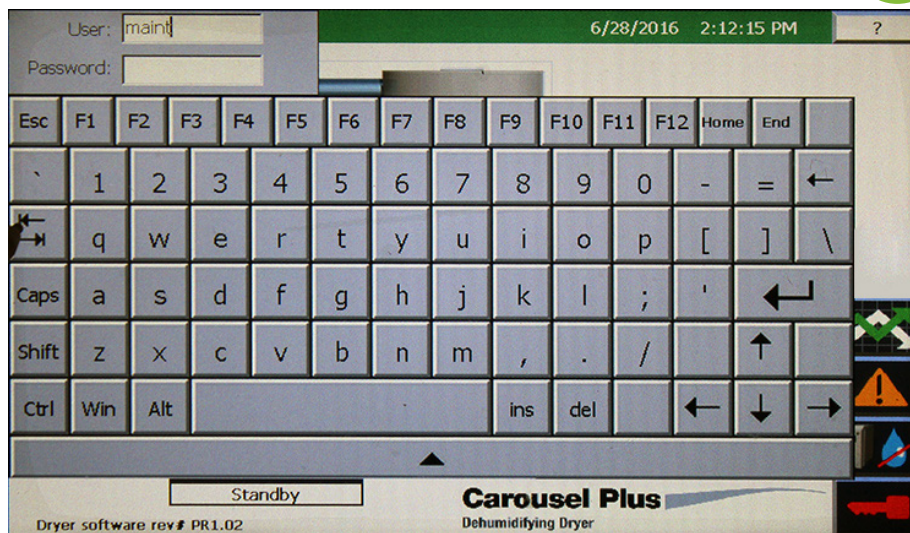 User: maint
6/28/2016 2:12:15 PM ?
Password:
Esc F1 F2 F3 F4 F5 F6 F7 F8 F9 F10 F11 F12 Home End
` 1 2 3 4 5 6 7 8 9 0 - = ←
q w e r t y u i o p [ ] \
Caps a s d f g h j k l ; '
Shift z x c v b n m , . / ↑
Ctrl Win Alt ins del ← ↓ →
Standby
Carousel Plus
Dryer software rev# PR1.02
Dehumidifying Dryer